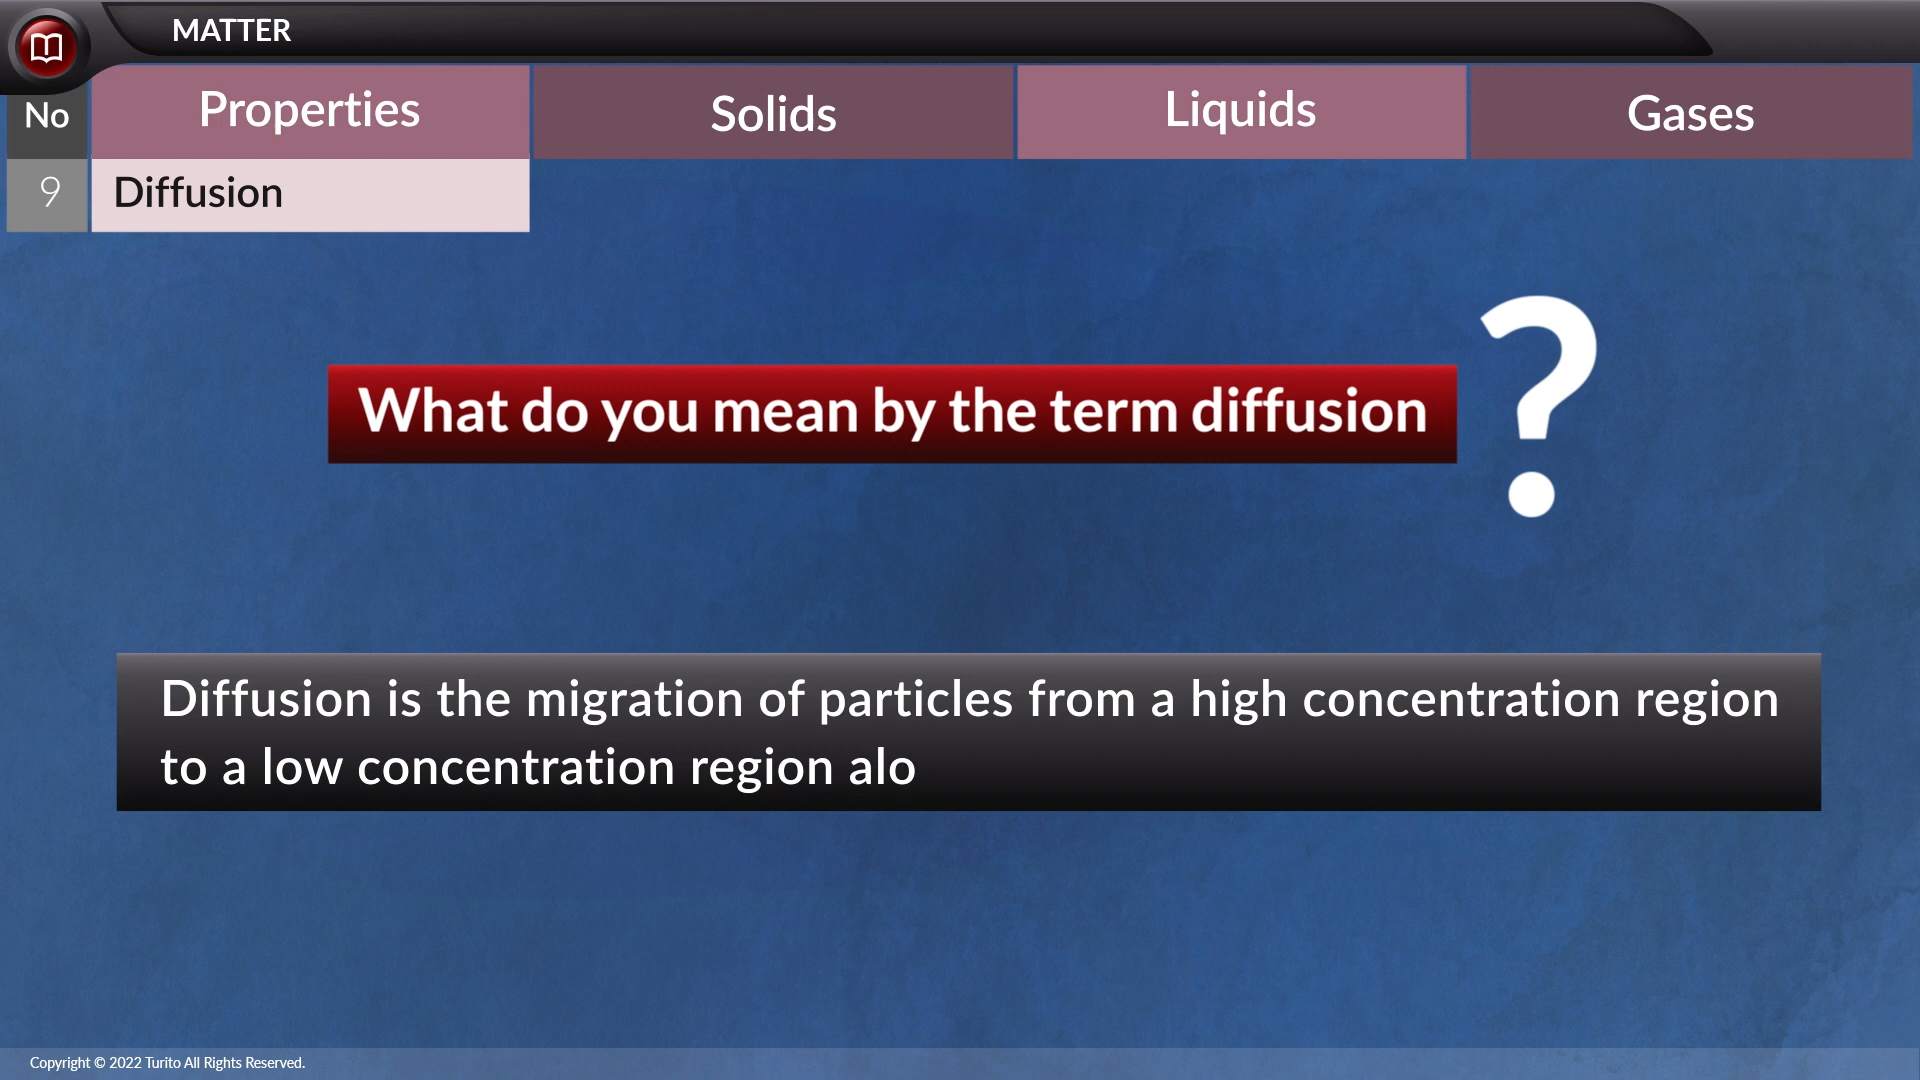 MATTER
No Properties Solids Liquids Gases
9 Diffusion
What do you mean by the term diffusion ?
Diffusion is the migration of particles from a high concentration region
to a low concentration region alo
Copyright © 2022 Turito All Rights Reserved.